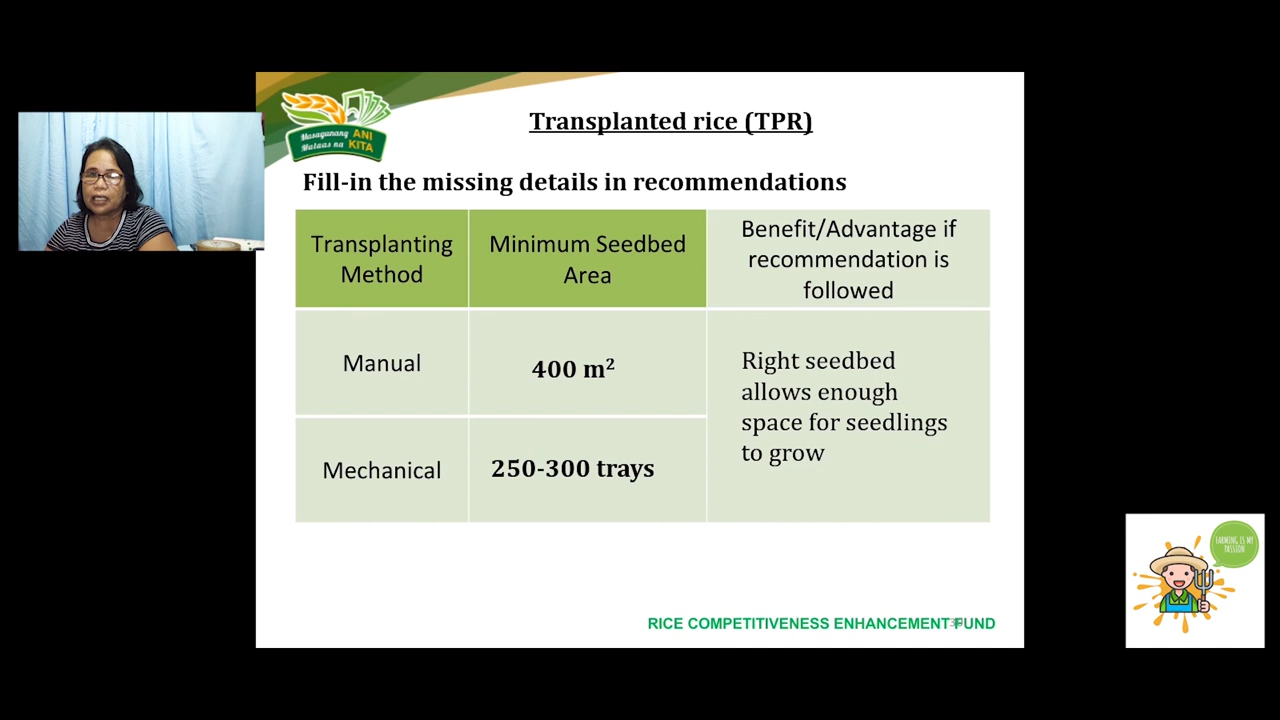 Masaganang ANI
Mataas na KITA
Transplanted rice (TPR)
Fill-in the missing details in recommendations
Transplanting
Method
Minimum Seedbed
Area
Benefit/Advantage if
recommendation is
followed
Manual
400 m²
Right seedbed
allows enough
space for seedlings
to grow
Mechanical
250-300 trays
FARMING IS MY
PASSION
RICE COMPETITIVENESS ENHANCEMENT FUND